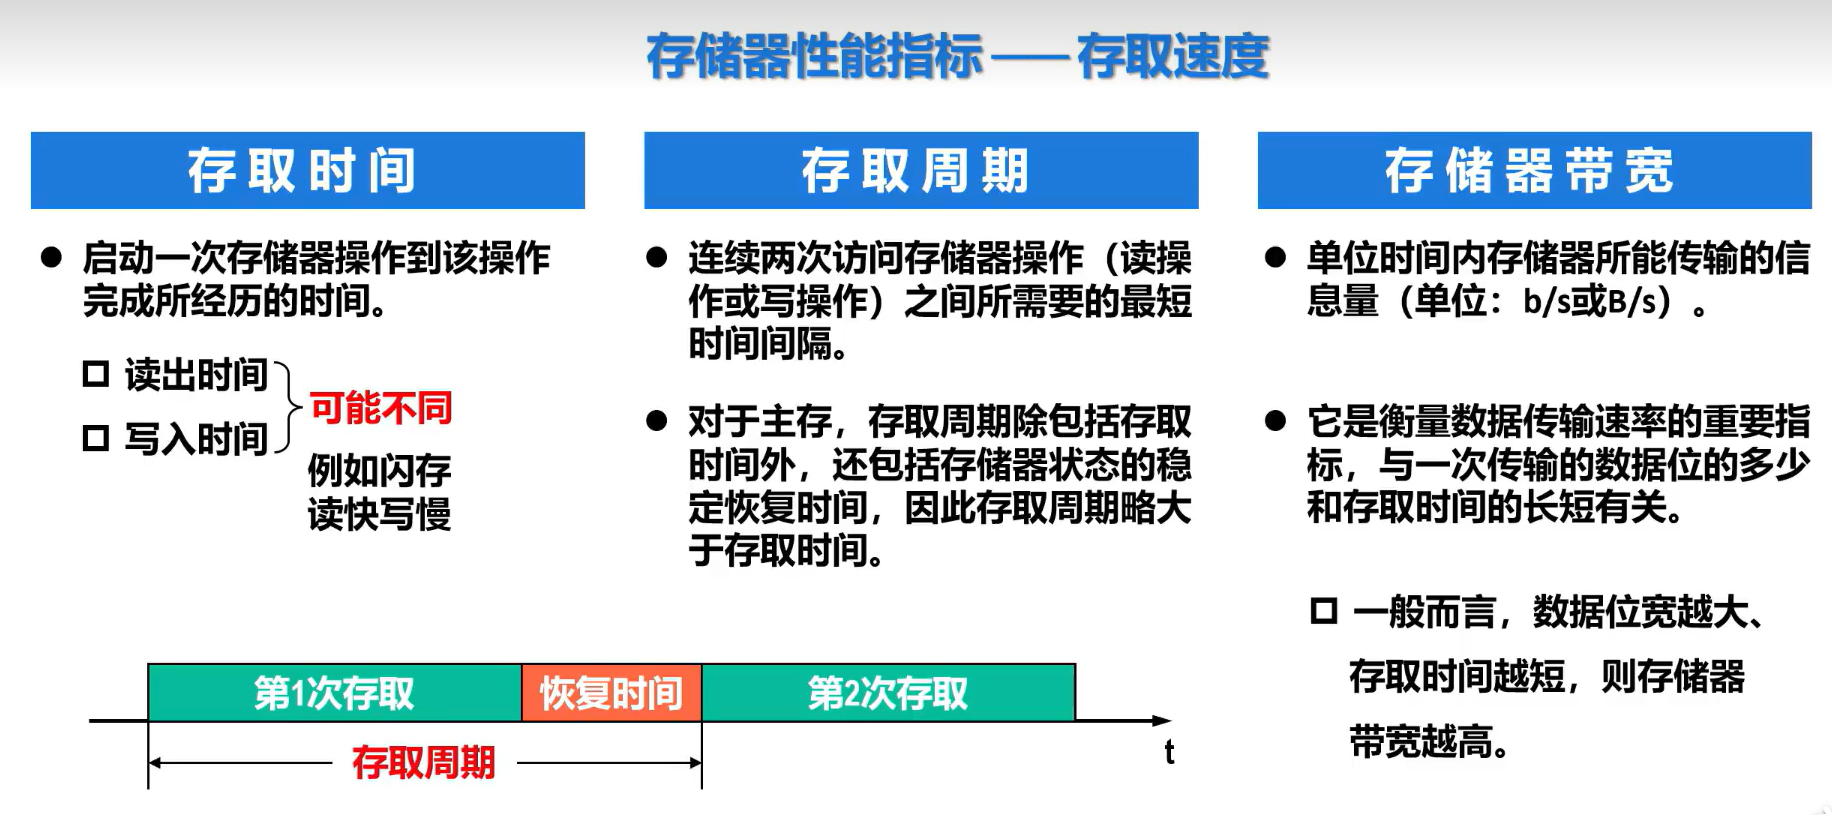 存储器性能指标——存取速度
存取时间
启动一次存储器操作到该操作
完成所经历的时间。
读出时间
写入时间
可能不同
例如闪存
读快写慢
存取周期
连续两次访问存储器操作（读操
作或写操作）之间所需要的最短
时间间隔。
对于主存，存取周期除包括存取
时间外，还包括存储器状态的稳
定恢复时间，因此存取周期略大
于存取时间。
存储器带宽
单位时间内存储器所能传输的信
息量（单位：b/s或B/s）。
它是衡量数据传输速率的重要指
标，与一次传输的数据位的多少
和存取时间的长短有关。
一般而言，数据位宽越大、
存取时间越短，则存储器
带宽越高。
第1次存取
恢复时间
第2次存取
存取周期
t